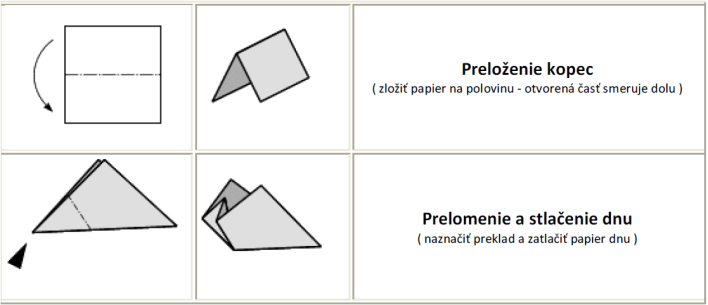 Preloženie kopec
( zložiť papier na polovinu - otvorená časť smeruje dolu )
Prelomenie a stlačenie dnu
( naznačiť preklad a zatlačiť papier dnu )